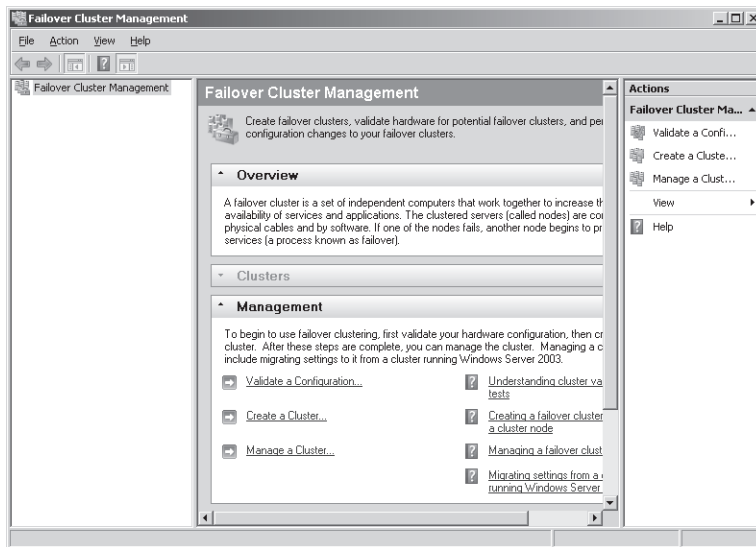 Failover Cluster Management
File Action View Help
Failover Cluster Management
Failover Cluster Management
Create failover clusters, validate hardware for potential failover clusters, and
configuration changes to your failover clusters.
Overview
A failover cluster is a set of independent computers that work together to increase
availability of services and applications. The clustered servers (called nodes) are
physical cables and by software. If one of the nodes fails, another node begins to
services (a process known as failover).
Clusters
Management
To begin to use failover clustering, first validate your hardware configuration, then
cluster. After these steps are complete, you can manage the cluster. Managing a
include migrating settings to it from a cluster running Windows Server 2003.
Validate a Configuration...
Understanding cluster
tests
Create a Cluster...
Creating a failover cluster
a cluster node
Manage a Cluster...
Managing a failover
Migrating settings from a
running Windows Server
Actions
Failover Cluster Ma...
Validate a Confi...
Create a Cluste...
Manage a Clust...
View
Help